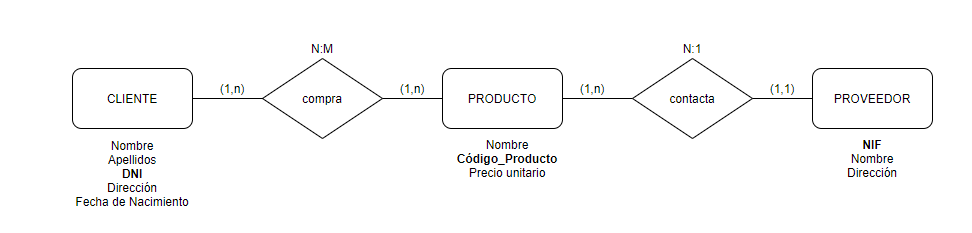 N:M
N:1
CLIENTE
(1,n)
compra
(1,n)
PRODUCTO
(1,n)
contacta
(1,1)
PROVEEDOR
Nombre
Apellidos
DNI
Dirección
Fecha de Nacimiento
Nombre
Código_Producto
Precio unitario
NIF
Nombre
Dirección